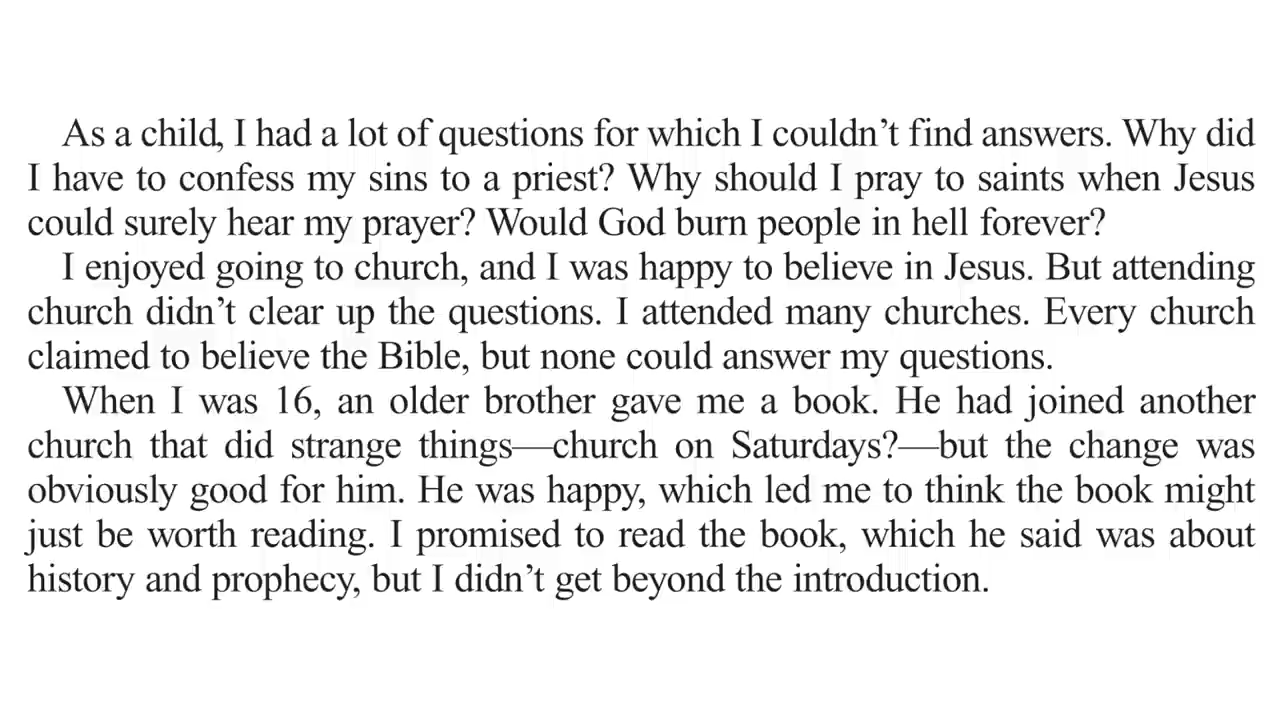 As a child, I had a lot of questions for which I couldn’t find answers. Why did
I have to confess my sins to a priest? Why should I pray to saints when Jesus
could surely hear my prayer? Would God burn people in hell forever?
I enjoyed going to church, and I was happy to believe in Jesus. But attending
church didn’t clear up the questions. I attended many churches. Every church
claimed to believe the Bible, but none could answer my questions.
When I was 16, an older brother gave me a book. He had joined another
church that did strange things—church on Saturdays?—but the change was
obviously good for him. He was happy, which led me to think the book might
just be worth reading. I promised to read the book, which he said was about
history and prophecy, but I didn’t get beyond the introduction.